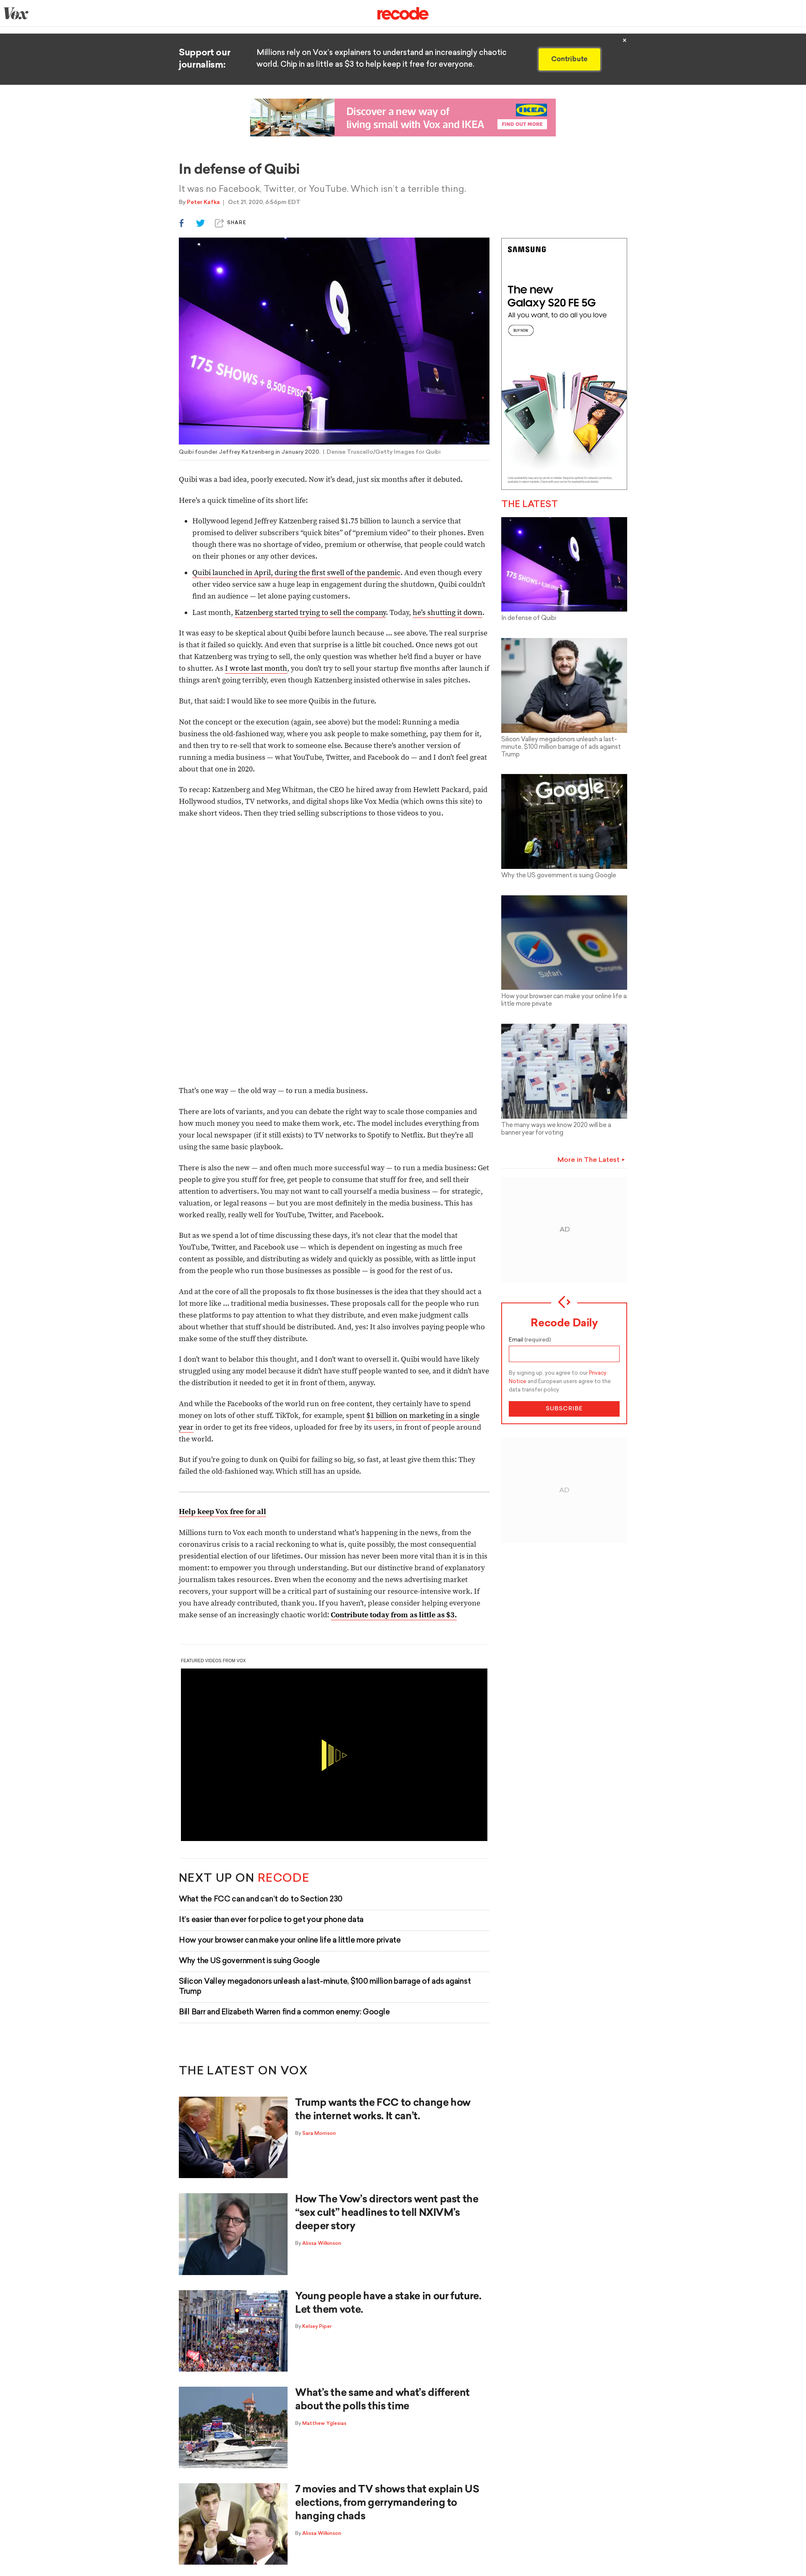 Vox
recode
Support our
journalism:
Millions rely on Vox's explainers to understand an increasingly chaotic
world. Chip in as little as $3 to help keep it free for everyone.
Contribute
×
Discover a new way of
living small with Vox and IKEA
IKEA
FIND OUT MORE
In defense of Quibi
It was no Facebook, Twitter, or YouTube. Which isn't a terrible thing.
By Peter Kafka | Oct 21, 2020, 6:56pm EDT
SHARE
175 SHOWS + 8,500 EPISO
Quibi founder Jeffrey Katzenberg in January 2020. | Denise Truscello/Getty Images for Quibi
Quibi was a bad idea, poorly executed. Now it's dead, just six months after it debuted.
Here's a quick timeline of its short life:
• Hollywood legend Jeffrey Katzenberg raised $1.75 billion to launch a service that
promised to deliver subscribers “quick bites” of “premium video” to their phones. Even
though there was no shortage of video, premium or otherwise, that people could watch
on their phones or any other devices.
• Quibi launched in April, during the first swell of the pandemic. And even though every
other video service saw a huge leap in engagement during the shutdown, Quibi couldn't
find an audience — let alone paying customers.
• Last month, Katzenberg started trying to sell the company. Today, he's shutting it down.
It was easy to be skeptical about Quibi before launch because ... see above. The real surprise
is that it failed so quickly. And even that surprise is a little bit couched. Once news got out
that Katzenberg was trying to sell, the only question was whether he'd find a buyer or have
to shutter. As I wrote last month, you don't try to sell your startup five months after launch if
things aren't going terribly, even though Katzenberg insisted otherwise in sales pitches.
But, that said: I would like to see more Quibis in the future.
Not the concept or the execution (again, see above) but the model: Running a media
business the old-fashioned way, where you ask people to make something, pay them for it,
and then try to re-sell that work to someone else. Because there's another version of
running a media business — what YouTube, Twitter, and Facebook do — and I don't feel great
about that one in 2020.
To recap: Katzenberg and Meg Whitman, the CEO he hired away from Hewlett Packard, paid
Hollywood studios, TV networks, and digital shops like Vox Media (which owns this site) to
make short videos. Then they tried selling subscriptions to those videos to you.
That's one way — the old way — to run a media business.
There are lots of variants, and you can debate the right way to scale those companies and
how much money you need to make them work, etc. The model includes everything from
your local newspaper (if it still exists) to TV networks to Spotify to Netflix. But they're all
using the same basic playbook.
There is also the new — and often much more successful way — to run a media business: Get
people to give you stuff for free, get people to consume that stuff for free, and sell their
attention to advertisers. You may not want to call yourself a media business — for strategic,
valuation, or legal reasons — but you are most definitely in the media business. This has
worked really, really well for YouTube, Twitter, and Facebook.
But as we spend a lot of time discussing these days, it's not clear that the model that
YouTube, Twitter, and Facebook use — which is dependent on ingesting as much free
content as possible, and distributing as widely and quickly as possible, with as little input
from the people who run those businesses as possible — is good for the rest of us.
And at the core of all the proposals to fix those businesses is the idea that they should act a
lot more like ... traditional media businesses. These proposals call for the people who run
these platforms to pay attention to what they distribute, and even make judgment calls
about whether that stuff should be distributed. And, yes: It also involves paying people who
make some of the stuff they distribute.
I don't want to belabor this thought, and I don't want to oversell it. Quibi would have likely
struggled using any model because it didn't have stuff people wanted to see, and it didn't have
the distribution it needed to get it in front of them, anyway.
And while the Facebooks of the world run on free content, they certainly have to spend
money on lots of other stuff. TikTok, for example, spent $1 billion on marketing in a single
year in order to get its free videos, uploaded for free by its users, in front of people around
the world.
But if you're going to dunk on Quibi for failing so big, so fast, at least give them this: They
failed the old-fashioned way. Which still has an upside.
Help keep Vox free for all
Millions turn to Vox each month to understand what's happening in the news, from the
coronavirus crisis to a racial reckoning to what is, quite possibly, the most consequential
presidential election of our lifetimes. Our mission has never been more vital than it is in this
moment: to empower you through understanding. But our distinctive brand of explanatory
journalism takes resources. Even when the economy and the news advertising market
recovers, your support will be a critical part of sustaining our resource-intensive work. If
you have already contributed, thank you. If you haven't, please consider helping everyone
make sense of an increasingly chaotic world: Contribute today from as little as $3.
FEATURED VIDEOS FROM VOX
NEXT UP ON RECODE
What the FCC can and can't do to Section 230
It's easier than ever for police to get your phone data
How your browser can make your online life a little more private
Why the US government is suing Google
Silicon Valley megadonors unleash a last-minute, $100 million barrage of ads against
Trump
Bill Barr and Elizabeth Warren find a common enemy: Google
THE LATEST ON VOX
Trump wants the FCC to change how
the internet works. It can't.
By Sara Morrison
How The Vow's directors went past the
“sex cult” headlines to tell NXIVM's
deeper story
By Alissa Wilkinson
Young people have a stake in our future.
Let them vote.
By Kelsey Piper
What's the same and what's different
about the polls this time
By Matthew Yglesias
7 movies and TV shows that explain US
elections, from gerrymandering to
hanging chads
By Alissa Wilkinson
SAMSUNG
The new
Galaxy S20 FE 5G
All you want, to do all you love
BUY NOW
THE LATEST
175 SHOWS + 8,500 EPISO
In defense of Quibi
Silicon Valley megadonors unleash a last-
minute, $100 million barrage of ads against
Trump
Google
Why the US government is suing Google
Safari
Chrome
How your browser can make your online life a
little more private
The many ways we know 2020 will be a
banner year for voting
More in The Latest
AD
Recode Daily
Email (required)
By signing up, you agree to our Privacy
Notice and European users agree to the
data transfer policy.
SUBSCRIBE
AD